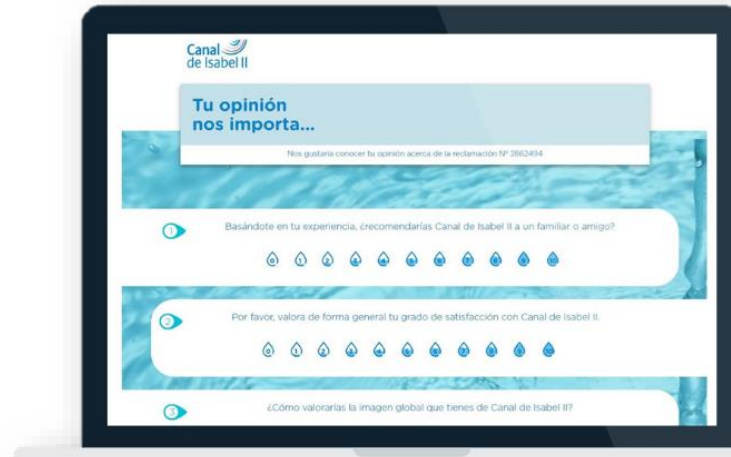 Canal
de Isabel II
Tu opinión
nos importa...
Nos gustaría conocer tu opinión acerca de la reclamación Nº 2662494
1
Basándote en tu experiencia, ¿recomendarías Canal de Isabel II a un familiar o amigo?
0 1 2 3 4 5 6 7 8 9 10
2
Por favor, valora de forma general tu grado de satisfacción con Canal de Isabel II.
0 1 2 3 4 5 6 7 8 9 10
3
¿Cómo valorarías la imagen global que tienes de Canal de Isabel II?